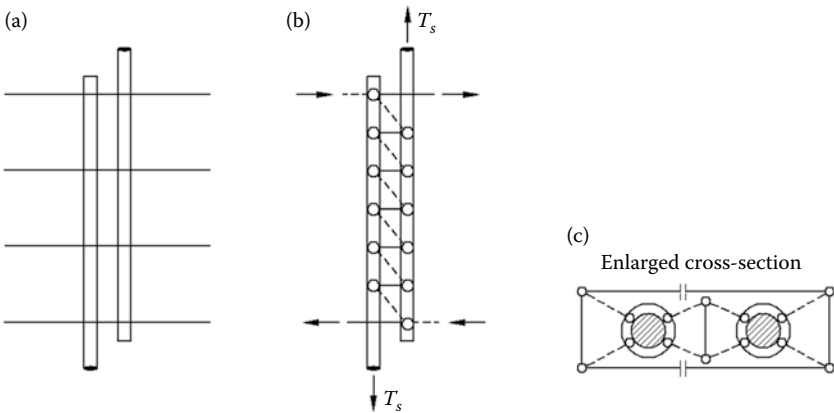 (a)
(b)
T_s
T_s
(c)
Enlarged cross-section